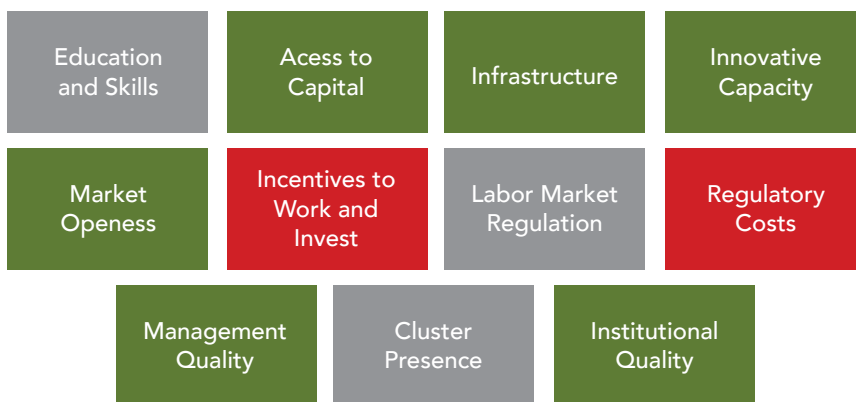 Education
and Skills
Acess to
Capital
Infrastructure
Innovative
Capacity
Market
Openess
Incentives to
Work and
Invest
Labor Market
Regulation
Regulatory
Costs
Management
Quality
Cluster
Presence
Institutional
Quality